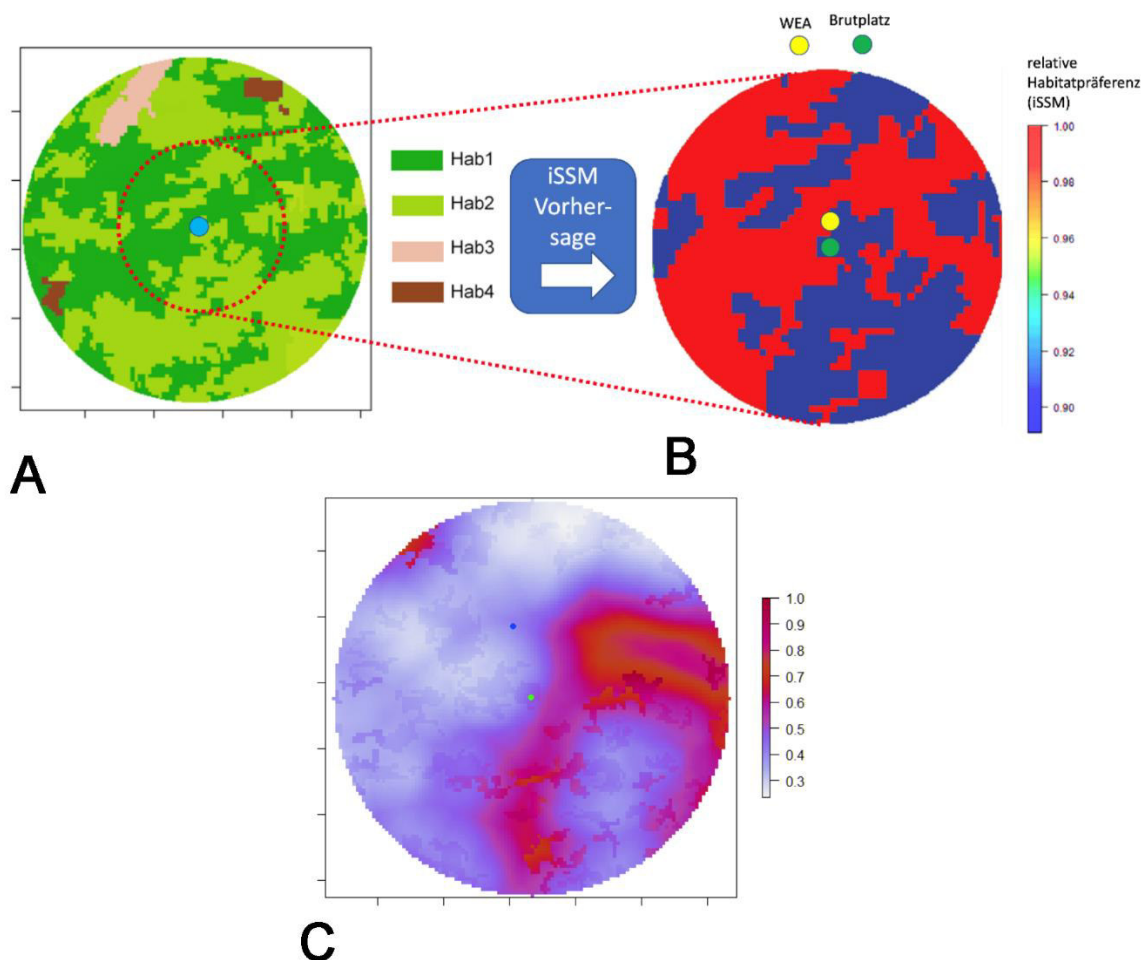 WEA
Brutplatz
relative
Habitatpräferenz
(iSSM)
Hab1
Hab2
Hab3
Hab4
iSSM
Vorher-
sage
1.00
0.98
0.96
0.94
0.92
0.90
A
B
1.0
0.9
0.8
0.7
0.6
0.5
0.4
0.3
C